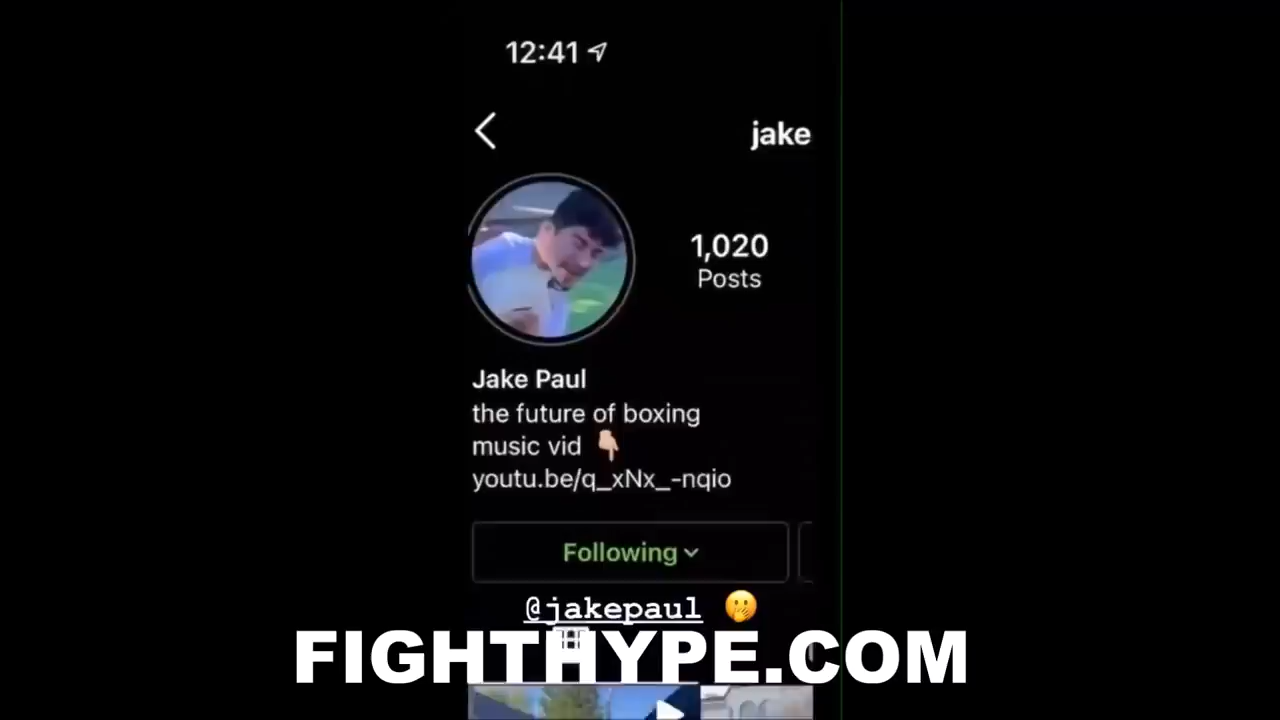 12:41
jake
1,020
Posts
Jake Paul
the future of boxing
music vid 👇🏻
youtu.be/q_xNx_-nqio
Following
@jakepaul 🤭
FIGHTHYPE.COM